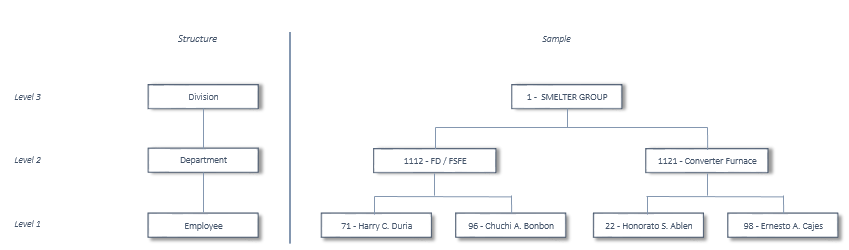 Structure
Sample
Level 3
Division
1 - SMELTER GROUP
Level 2
Department
1112 - FD / FSFE
1121 - Converter Furnace
Level 1
Employee
71 - Harry C. Duria
96 - Chuchi A. Bonbon
22 - Honorato S. Ablen
98 - Ernesto A. Cajes